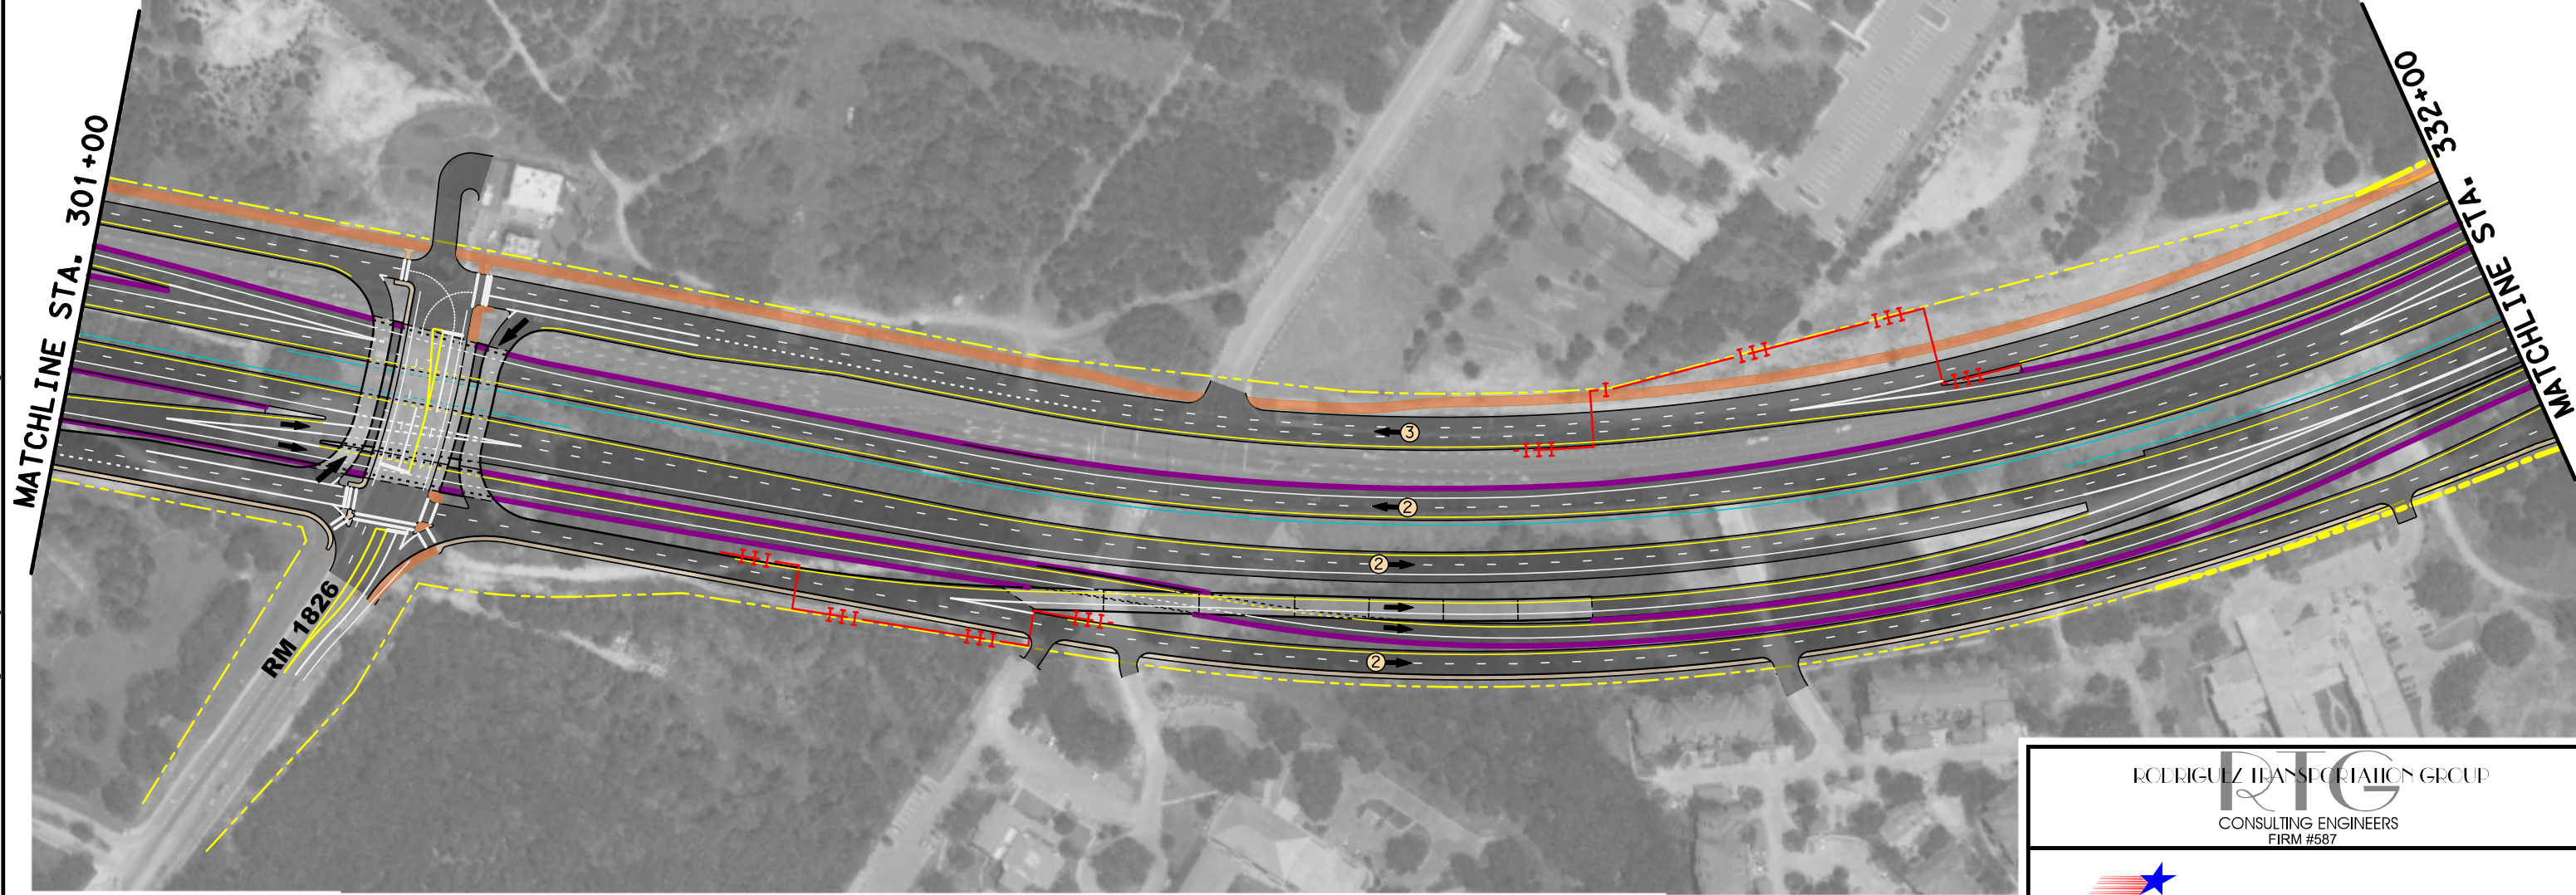 MATCHLINE STA. 301+00
MATCHLINE STA. 332+00
3
2
2
2
RM 1826
RODRIGUEZ TRANSPORTATION GROUP
RTG
CONSULTING ENGINEERS
FIRM #587